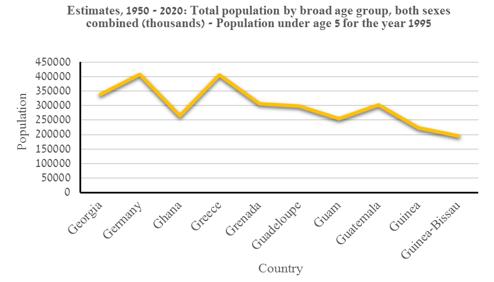 Estimates, 1950 - 2020: Total population by broad age group, both sexes
combined (thousands) - Population under age 5 for the year 1995
450000
400000
350000
300000
250000
200000
150000
100000
50000
0
Population
Georgia
Germany
Ghana
Greece
Grenada
Guadeloupe
Guam
Guatemala
Guinea
Guinea-Bissau
Country